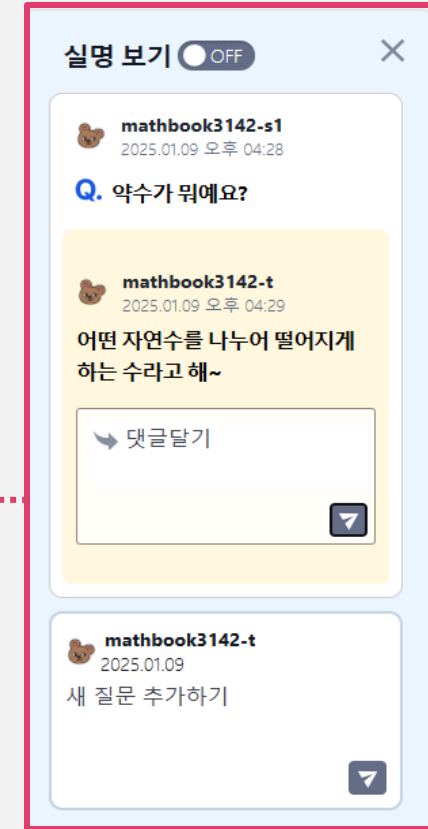 실명 보기 OFF
mathbook3142-s1
2025.01.09 오후 04:28
Q. 약수가 뭐예요?
mathbook3142-t
2025.01.09 오후 04:29
어떤 자연수를 나누어 떨어지게
하는 수라고 해~
댓글달기
mathbook3142-t
2025.01.09
새 질문 추가하기